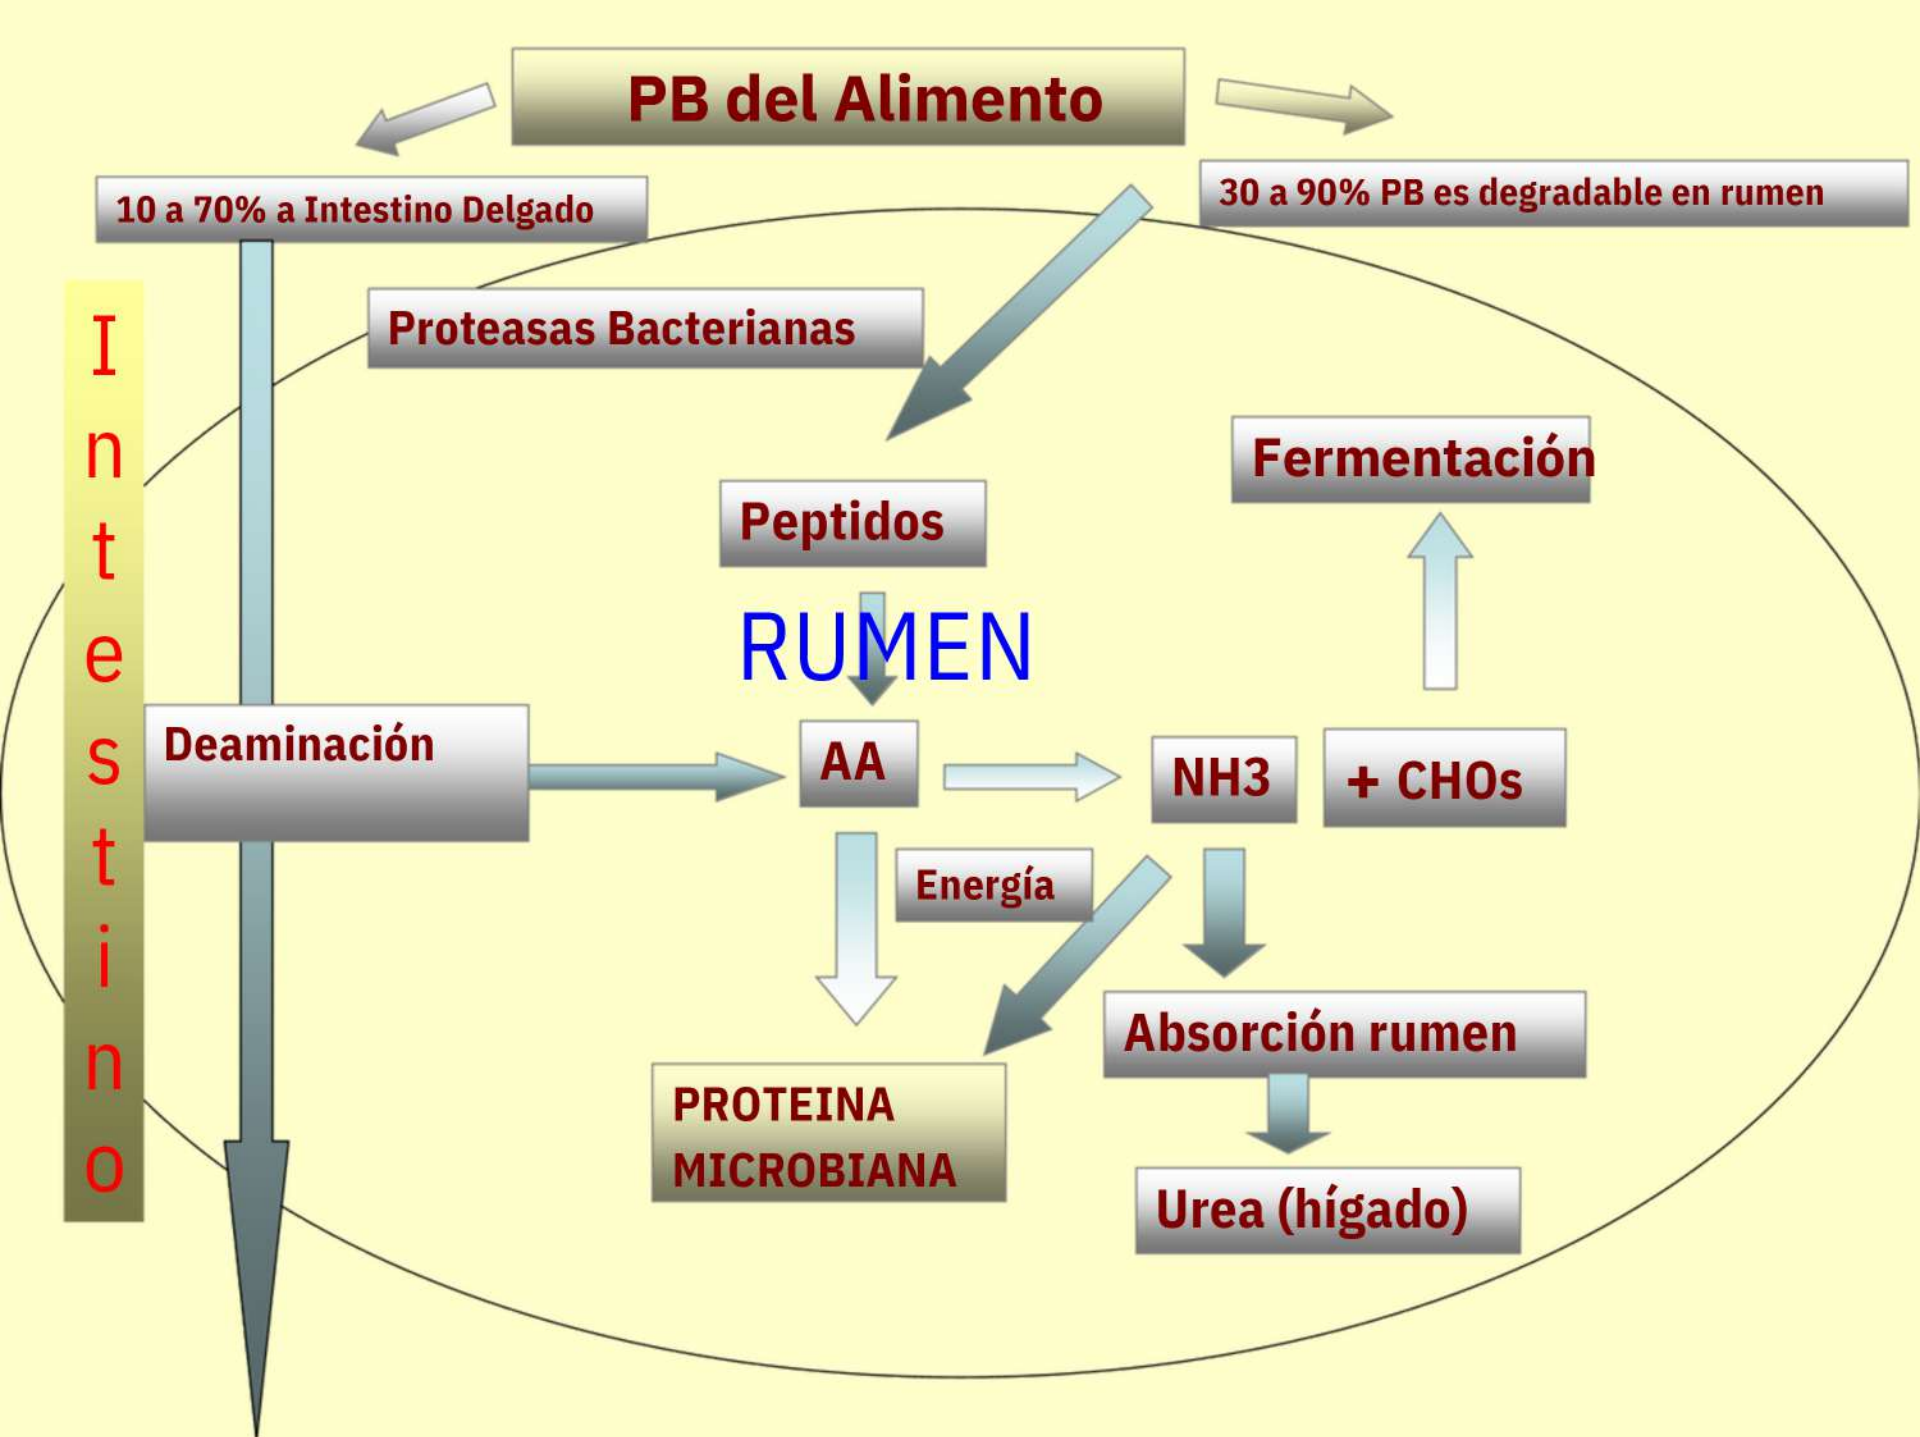 PB del Alimento
10 a 70% a Intestino Delgado
30 a 90% PB es degradable en rumen
Proteasas Bacterianas
Intestino
Fermentación
Peptidos
RUMEN
Deaminación
AA
NH3
+ CHOs
Energía
Absorción rumen
PROTEINA
MICROBIANA
Urea (hígado)